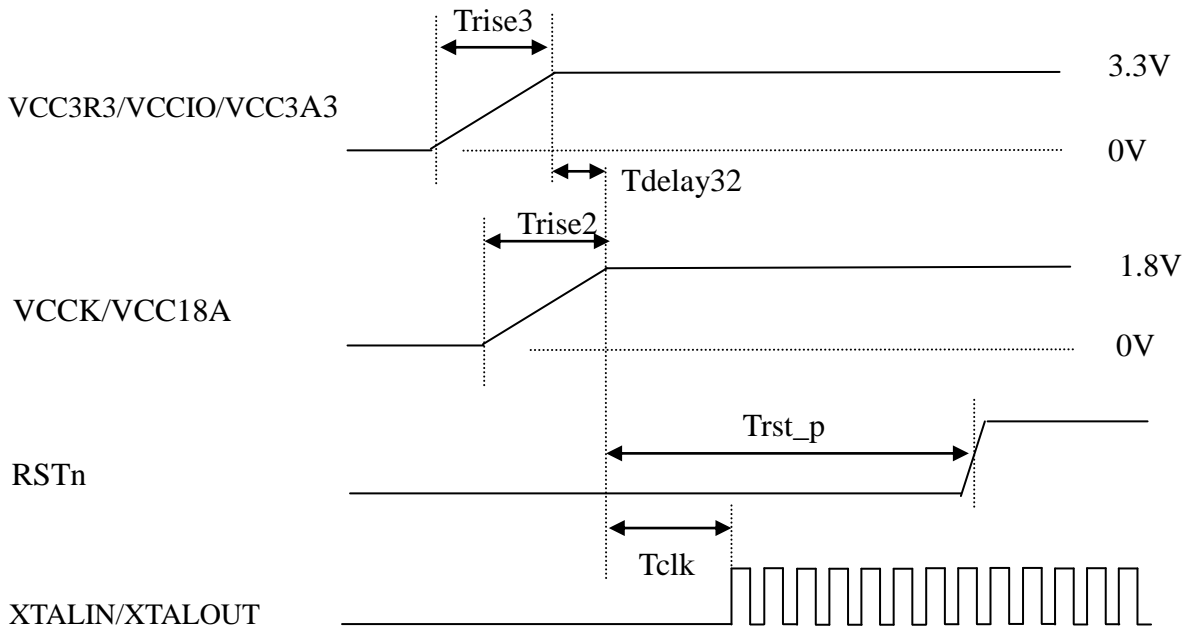 Trise3
3.3V
VCC3R3/VCCIO/VCC3A3
0V
Tdelay32
Trise2
1.8V
VCCK/VCC18A
0V
Trst_p
RSTn
Tclk
XTALIN/XTALOUT